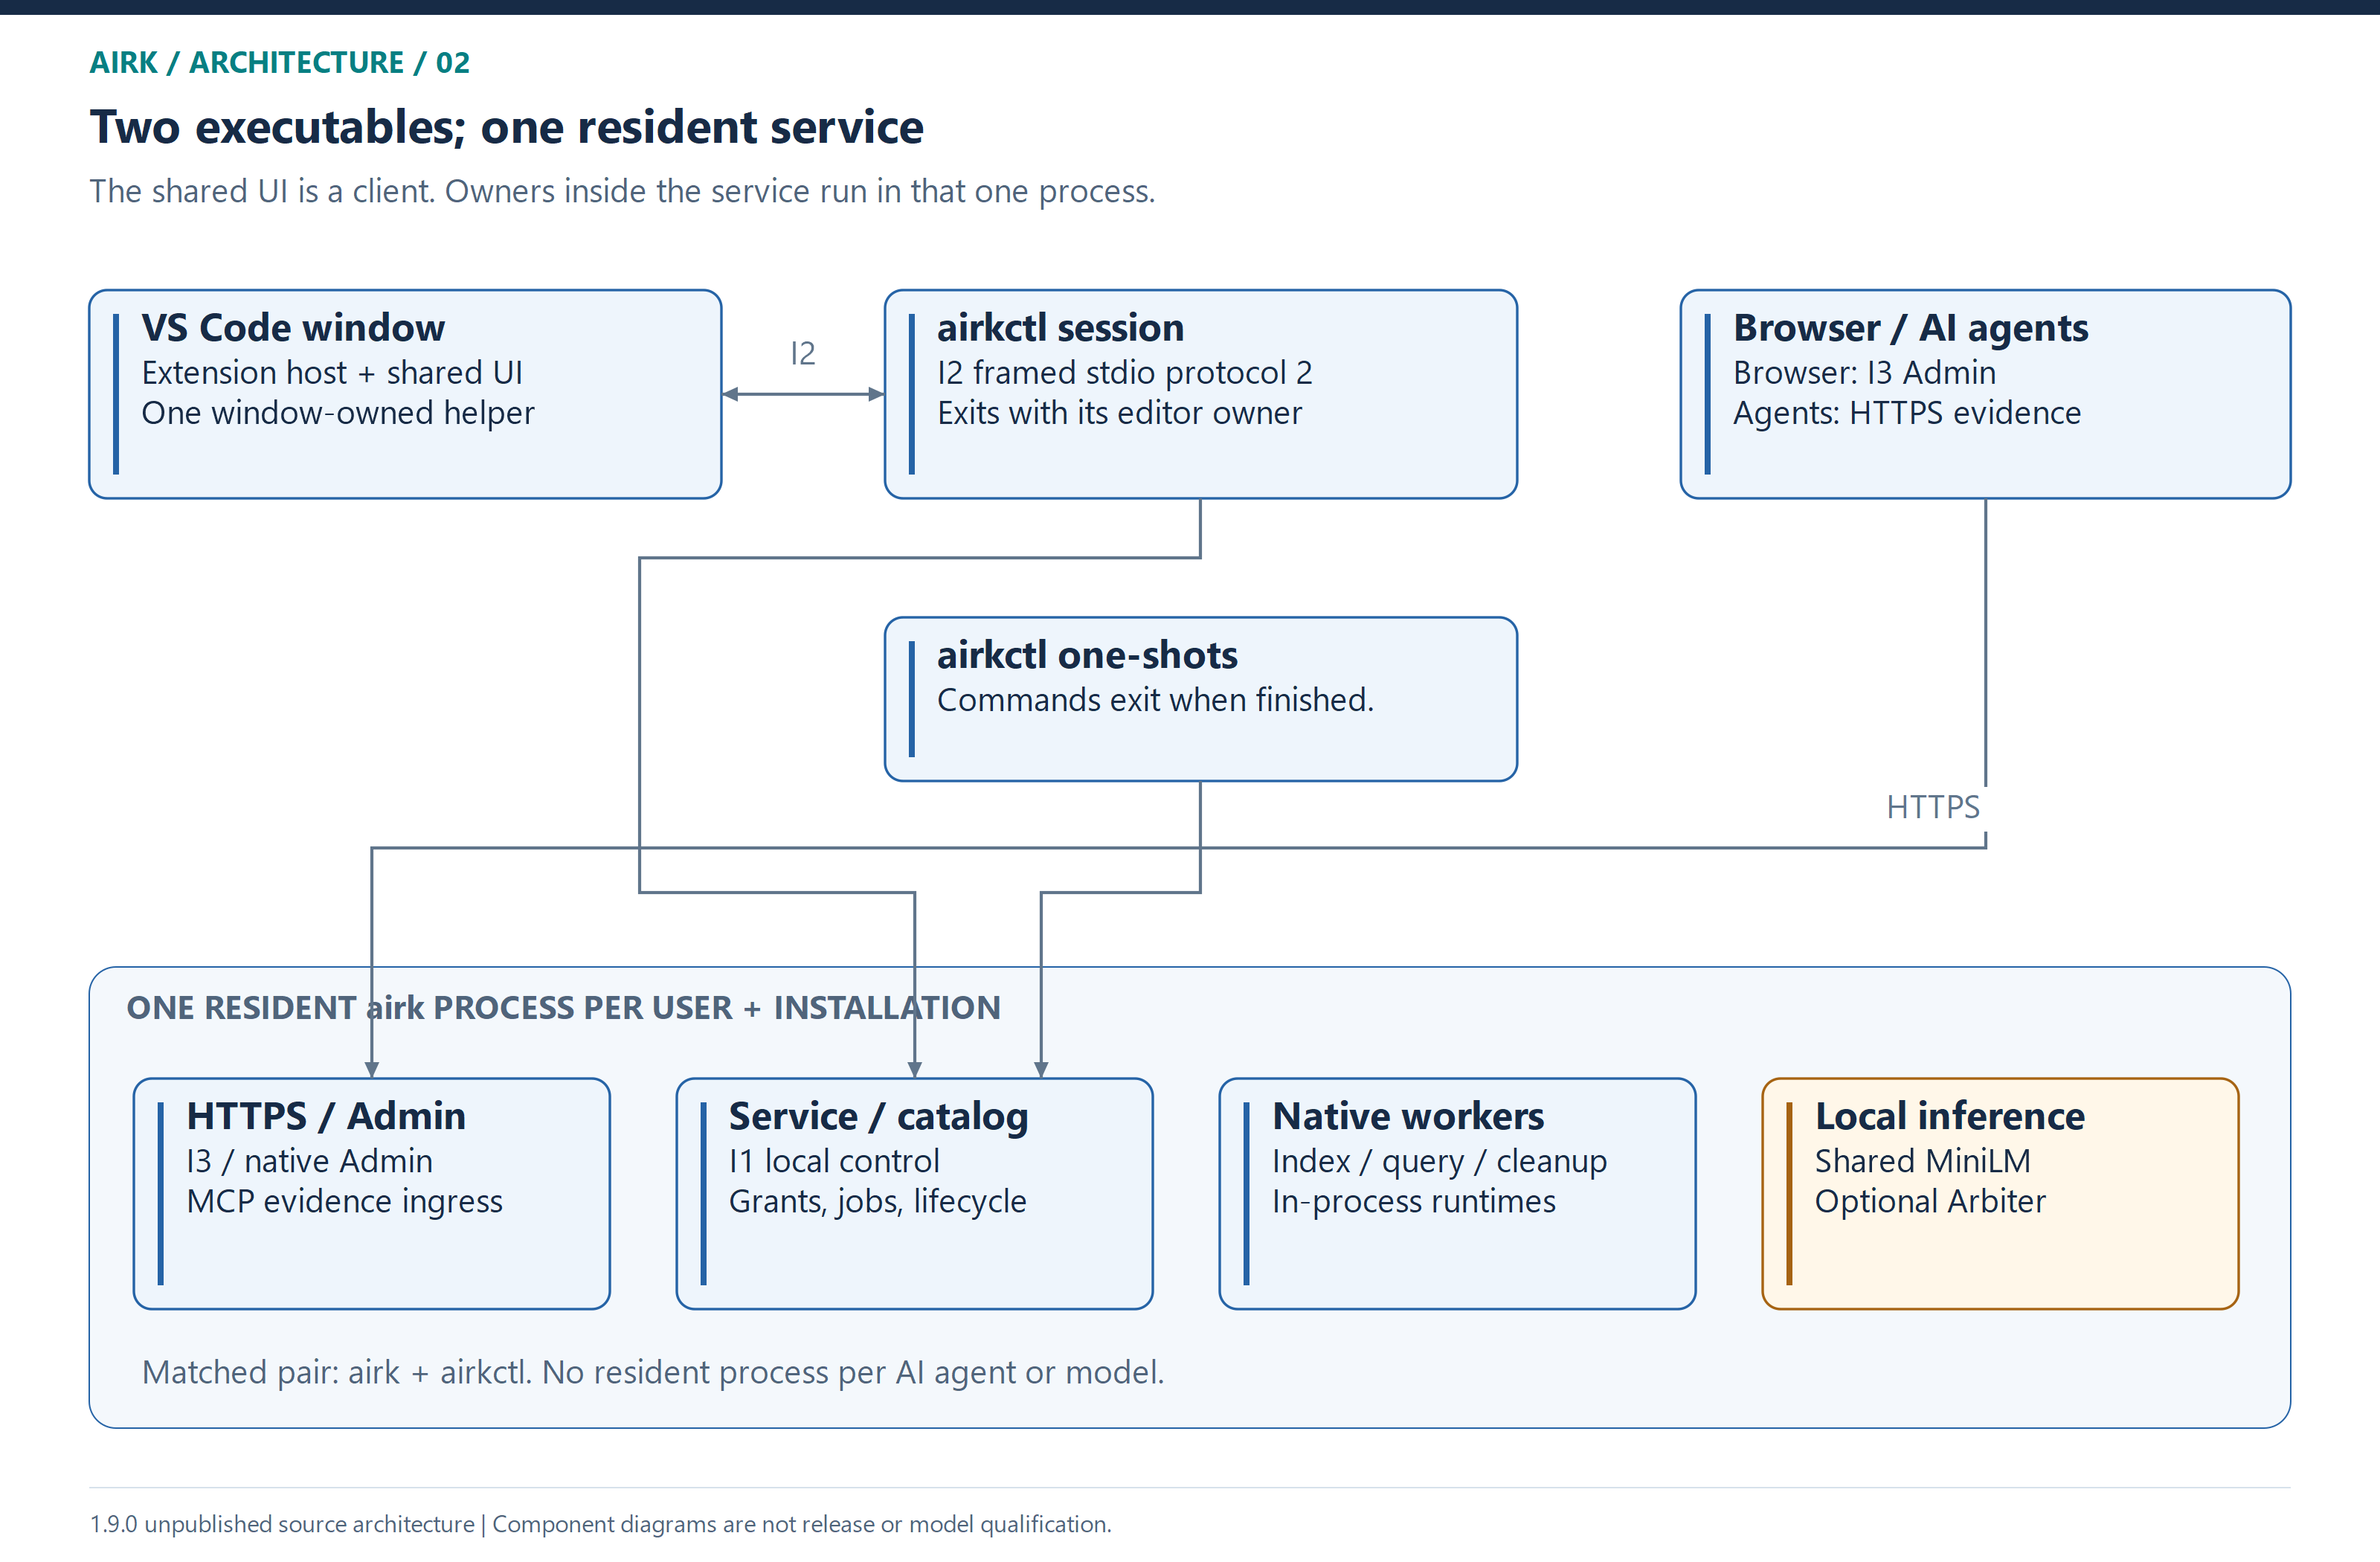 AIRK / ARCHITECTURE / 02
Two executables; one resident service
The shared UI is a client. Owners inside the service run in that one process.
VS Code window
Extension host + shared UI
One window-owned helper
I2
airkctl session
I2 framed stdio protocol 2
Exits with its editor owner
Browser / AI agents
Browser: I3 Admin
Agents: HTTPS evidence
airkctl one-shots
Commands exit when finished.
HTTPS
ONE RESIDENT airk PROCESS PER USER + INSTALLATION
HTTPS / Admin
I3 / native Admin
MCP evidence ingress
Service / catalog
I1 local control
Grants, jobs, lifecycle
Native workers
Index / query / cleanup
In-process runtimes
Local inference
Shared MiniLM
Optional Arbiter
Matched pair: airk + airkctl. No resident process per AI agent or model.
1.9.0 unpublished source architecture | Component diagrams are not release or model qualification.